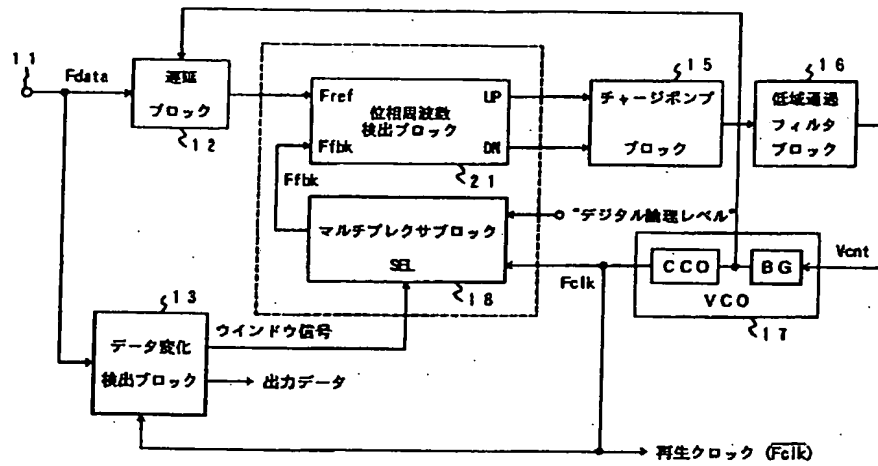 11
Fdata
遅延
ブロック
12
Fref
Ffbk
位相周波数
検出ブロック
UP
DN
21
Ffbk
マルチプレクサブロック
SEL
18
15
チャージポンプ
ブロック
16
低域通過
フィルタ
ブロック
"デジタル論理レベル"
Fclk
CCO
BG
VCO
17
Vcnt
13
データ変化
検出ブロック
ウインドウ信号
出力データ
再生クロック (Fclk)